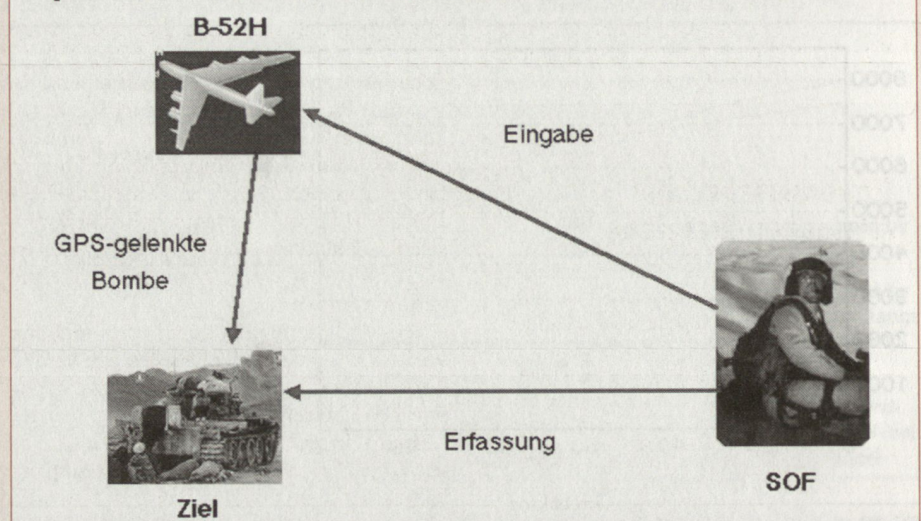 B-52H
Eingabe
GPS-gelenkte
Bombe
Erfassung
SOF
Ziel